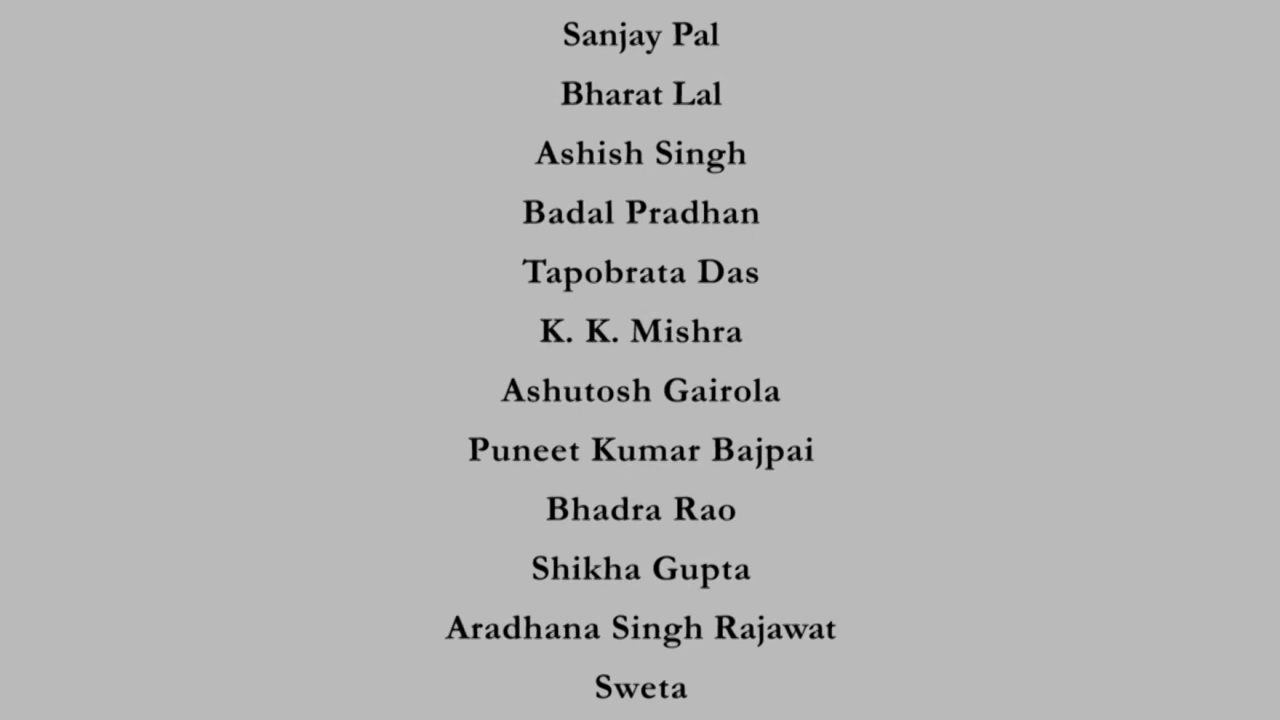 Sanjay Pal
Bharat Lal
Ashish Singh
Badal Pradhan
Tapobrata Das
K. K. Mishra
Ashutosh Gairola
Puneet Kumar Bajpai
Bhadra Rao
Shikha Gupta
Aradhana Singh Rajawat
Sweta